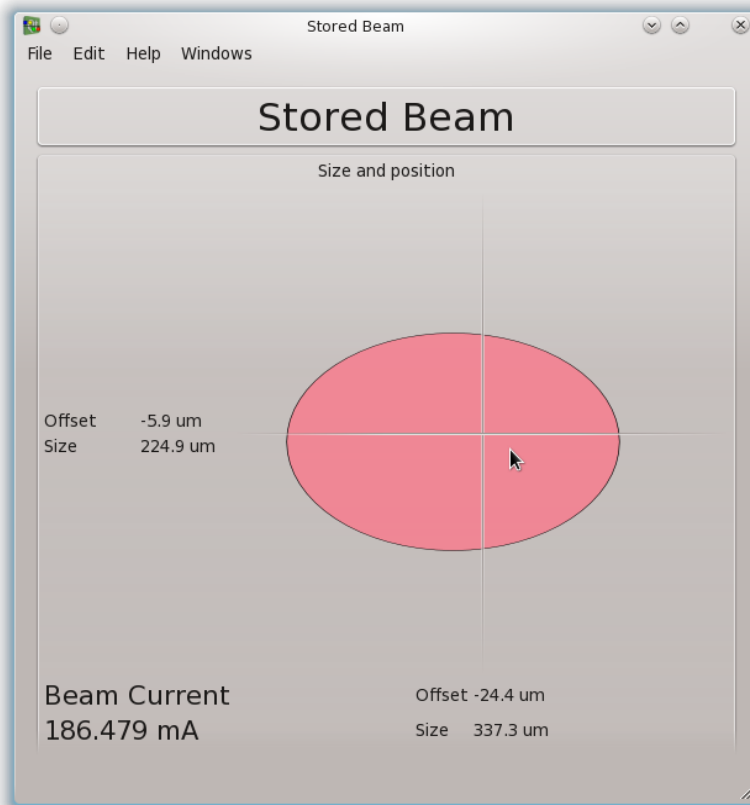 Stored Beam
File Edit Help Windows
Stored Beam
Size and position
Offset -5.9 um
Size 224.9 um
Beam Current
186.479 mA
Offset -24.4 um
Size 337.3 um